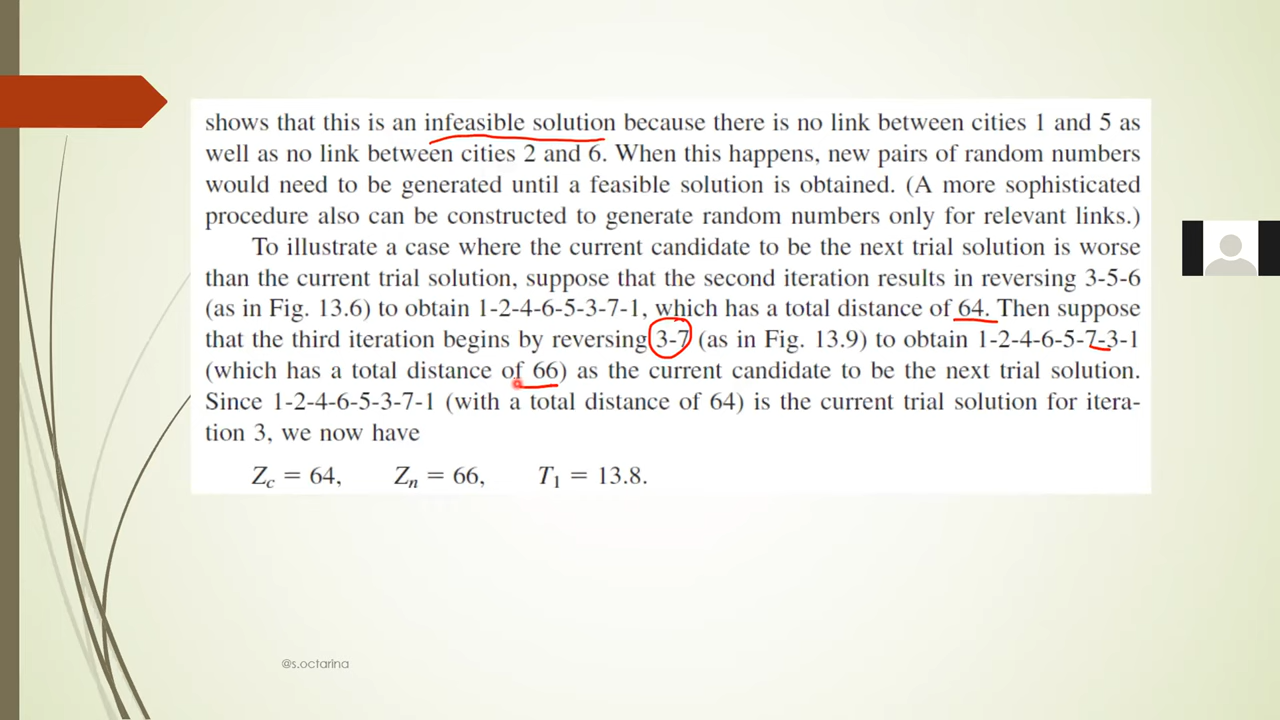 shows that this is an infeasible solution because there is no link between cities 1 and 5 as
well as no link between cities 2 and 6. When this happens, new pairs of random numbers
would need to be generated until a feasible solution is obtained. (A more sophisticated
procedure also can be constructed to generate random numbers only for relevant links.)
To illustrate a case where the current candidate to be the next trial solution is worse
than the current trial solution, suppose that the second iteration results in reversing 3-5-6
(as in Fig. 13.6) to obtain 1-2-4-6-5-3-7-1, which has a total distance of 64. Then suppose
that the third iteration begins by reversing 3-7 (as in Fig. 13.9) to obtain 1-2-4-6-5-7-3-1
(which has a total distance of 66) as the current candidate to be the next trial solution.
Since 1-2-4-6-5-3-7-1 (with a total distance of 64) is the current trial solution for itera-
tion 3, we now have
Zc = 64, Zn = 66, T1 = 13.8.
@s.octarina